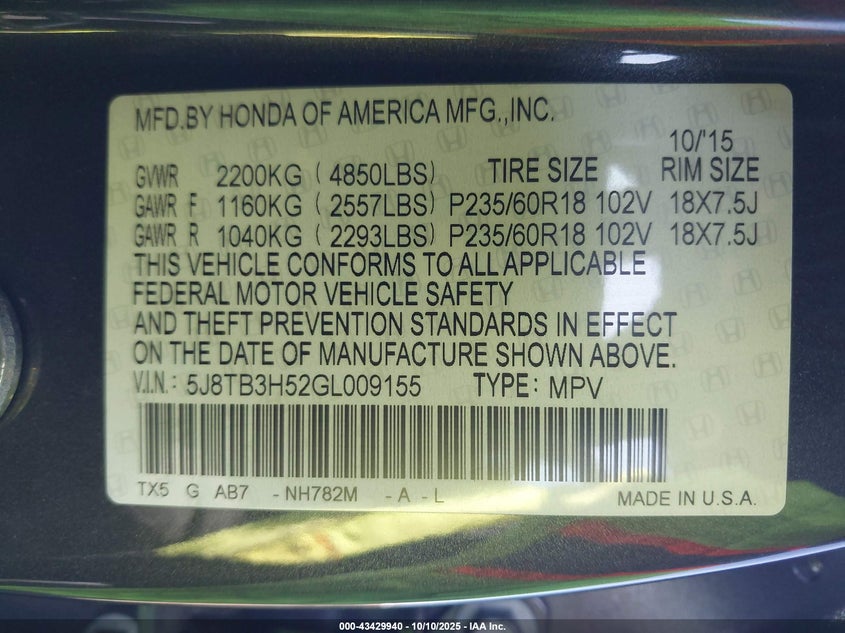 MFD.BY HONDA OF AMERICA MFG.,INC.
10/'15
GVWR 2200KG ( 4850LBS) TIRE SIZE RIM SIZE
GAWR F 1160KG ( 2557LBS) P235/60R18 102V 18X7.5J
GAWR R 1040KG ( 2293LBS) P235/60R18 102V 18X7.5J
THIS VEHICLE CONFORMS TO ALL APPLICABLE
FEDERAL MOTOR VEHICLE SAFETY
AND THEFT PREVENTION STANDARDS IN EFFECT
ON THE DATE OF MANUFACTURE SHOWN ABOVE.
V.I.N.: 5J8TB3H52GL009155 TYPE: MPV
TX5 G AB7 -NH782M -A -L
MADE IN U.S.A.
000-43429940 - 10/10/2025 - IAA Inc.